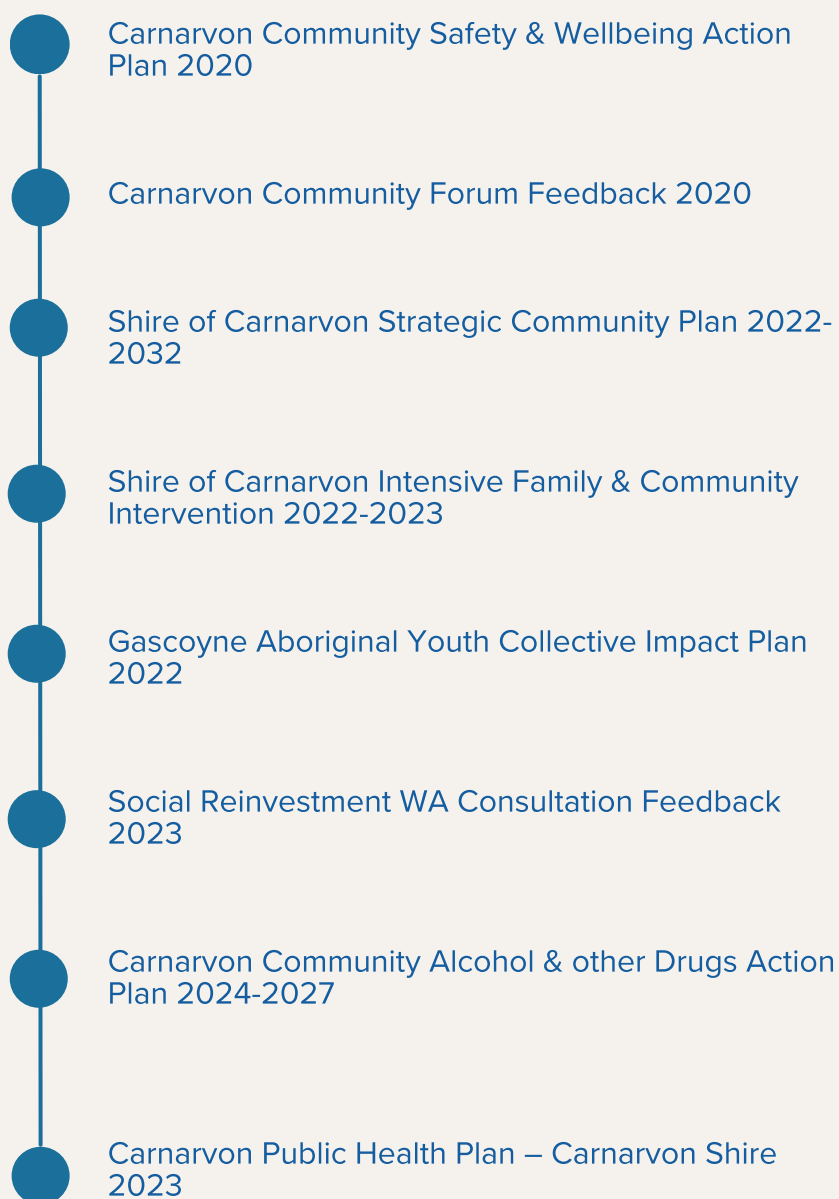 Carnarvon Community Safety & Wellbeing Action
Plan 2020
Carnarvon Community Forum Feedback 2020
Shire of Carnarvon Strategic Community Plan 2022-
2032
Shire of Carnarvon Intensive Family & Community
Intervention 2022-2023
Gascoyne Aboriginal Youth Collective Impact Plan
2022
Social Reinvestment WA Consultation Feedback
2023
Carnarvon Community Alcohol & other Drugs Action
Plan 2024-2027
Carnarvon Public Health Plan – Carnarvon Shire
2023